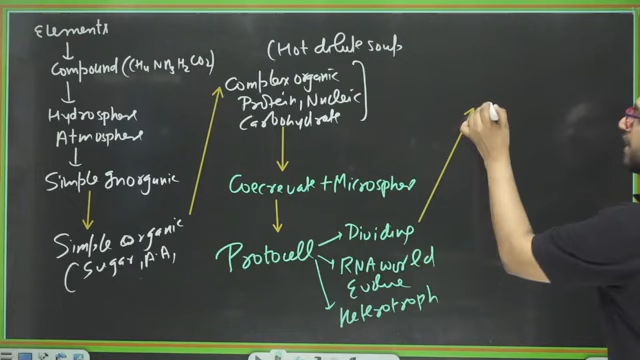 Elements
Compound (CH4 NH3 H2 CO2)
Hydrosphere
Atmosphere
Simple Inorganic
Simple organic
(Sugar, A.A,
(Hot dilute soup
Complex organic
Protein, Nucleic
Carbohydrate
Coecrevate + Microsphere
Protocell
Dividing
RNA world
Evolve
Heterotroph